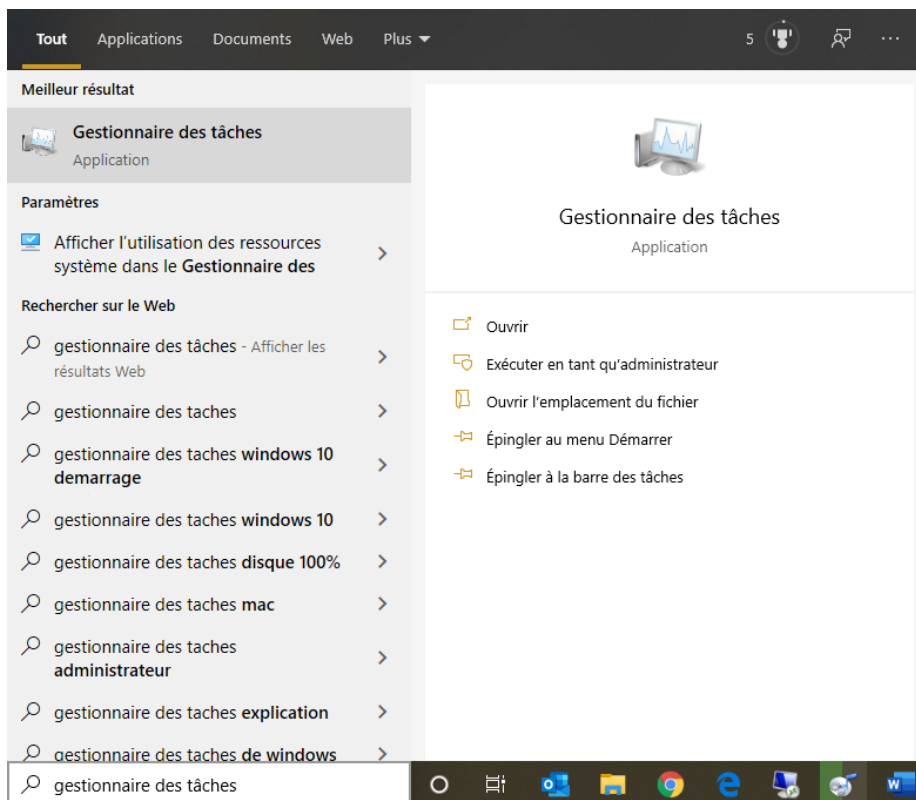 Tout Applications Documents Web Plus 5
Meilleur résultat
Gestionnaire des tâches
Application
Paramètres
Afficher l'utilisation des ressources
système dans le Gestionnaire des
Rechercher sur le Web
gestionnaire des tâches - Afficher les
résultats Web
gestionnaire des taches
gestionnaire des taches windows 10
demarrage
gestionnaire des taches windows 10
gestionnaire des taches disque 100%
gestionnaire des taches mac
gestionnaire des taches
administrateur
gestionnaire des taches explication
gestionnaire des taches de windows
gestionnaire des tâches
Gestionnaire des tâches
Application
Ouvrir
Exécuter en tant qu'administrateur
Ouvrir l'emplacement du fichier
Épingler au menu Démarrer
Épingler à la barre des tâches